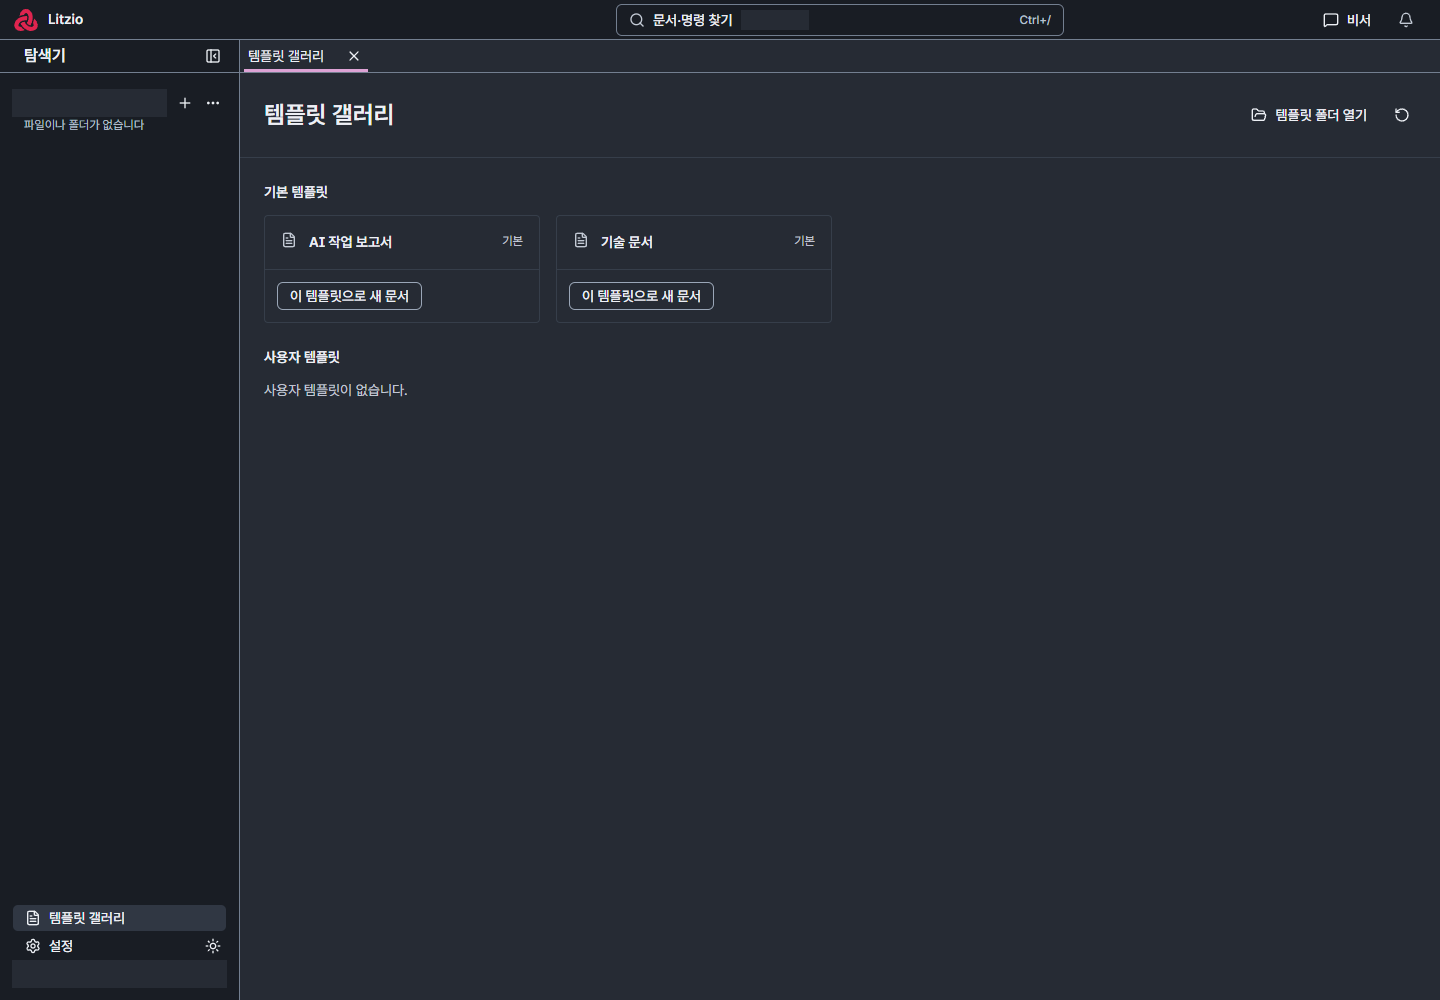 Litzio
문서·명령 찾기
Ctrl+/
비서
탐색기
템플릿 갤러리
파일이나 폴더가 없습니다
템플릿 갤러리
템플릿 폴더 열기
기본 템플릿
AI 작업 보고서
기본
기술 문서
기본
이 템플릿으로 새 문서
이 템플릿으로 새 문서
사용자 템플릿
사용자 템플릿이 없습니다.
템플릿 갤러리
설정